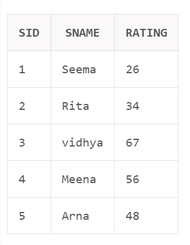 SID SNAME RATING
1 Seema 26
2 Rita 34
3 vidhya 67
4 Meena 56
5 Arna 48